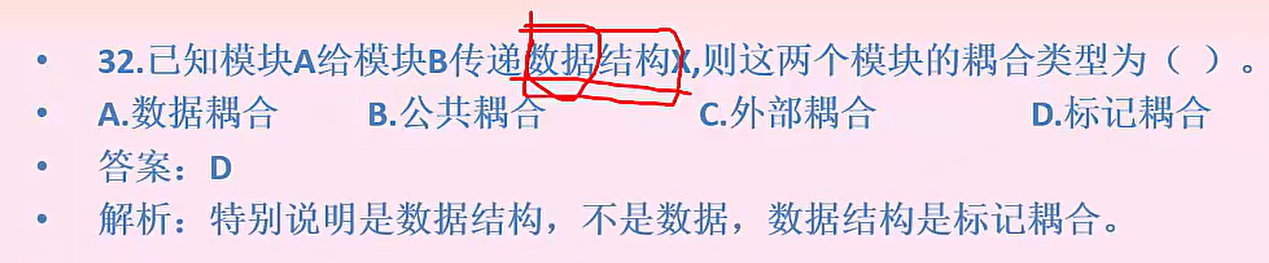 • 32.已知模块A给模块B传递数据结构X,则这两个模块的耦合类型为（ ）。
• A.数据耦合 B.公共耦合 C.外部耦合 D.标记耦合
• 答案：D
• 解析：特别说明是数据结构，不是数据，数据结构是标记耦合。